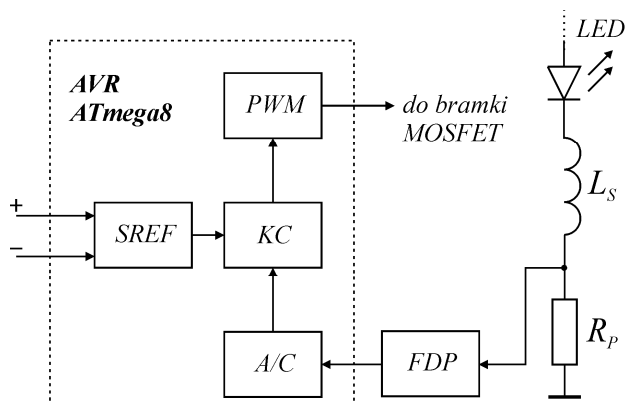 LED
AVR
ATmega8
PWM
do bramki
MOSFET
L_S
+
SREF
KC
−
R_P
A/C
FDP